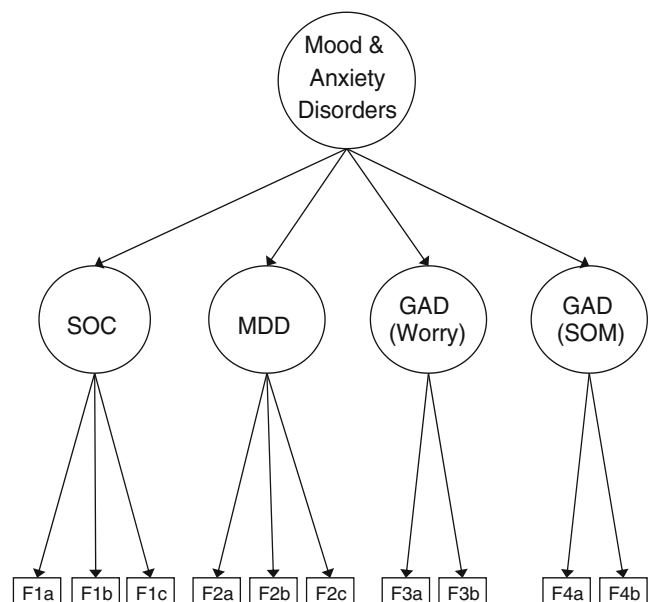 Mood &
Anxiety
Disorders
SOC
MDD
GAD
(Worry)
GAD
(SOM)
F1a F1b F1c F2a F2b F2c F3a F3b F4a F4b